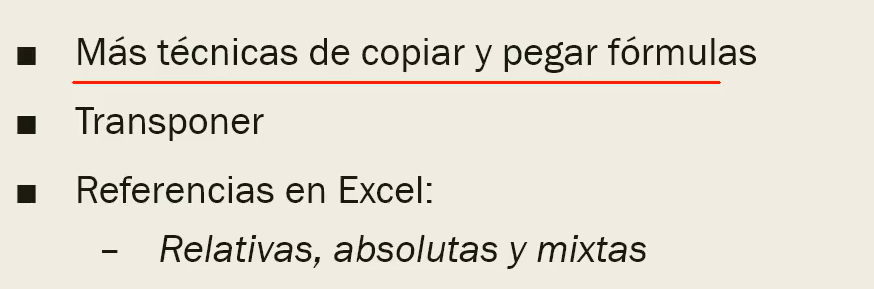 ■ Más técnicas de copiar y pegar fórmulas
■ Transponer
■ Referencias en Excel:
– Relativas, absolutas y mixtas